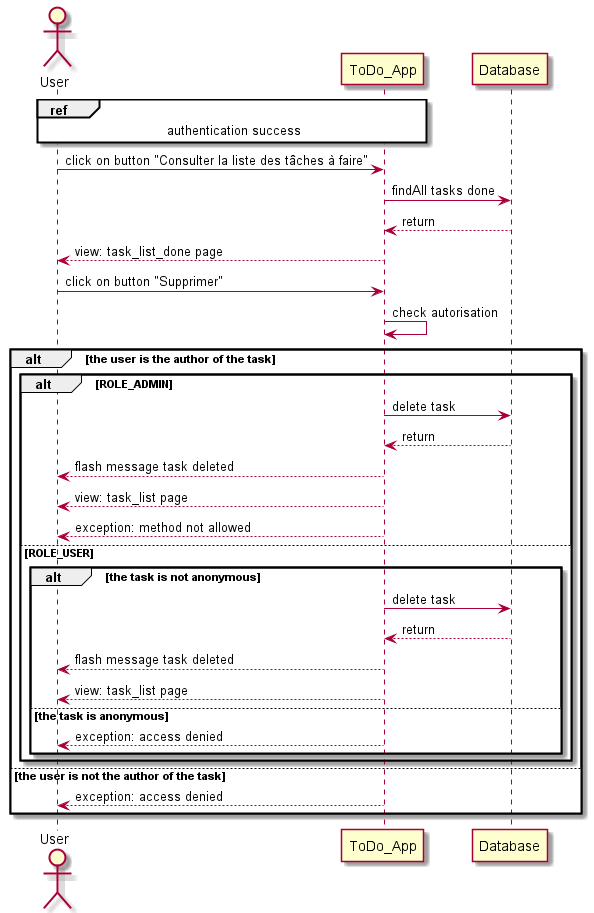 User
ToDo_App
Database
ref
authentication success
click on button "Consulter la liste des tâches à faire"
findAll tasks done
return
view: task_list_done page
click on button "Supprimer"
check autorisation
alt [the user is the author of the task]
alt [ROLE_ADMIN]
delete task
return
flash message task deleted
view: task_list page
exception: method not allowed
[ROLE_USER]
alt [the task is not anonymous]
delete task
return
flash message task deleted
view: task_list page
[the task is anonymous]
exception: access denied
[the user is not the author of the task]
exception: access denied
User
ToDo_App
Database